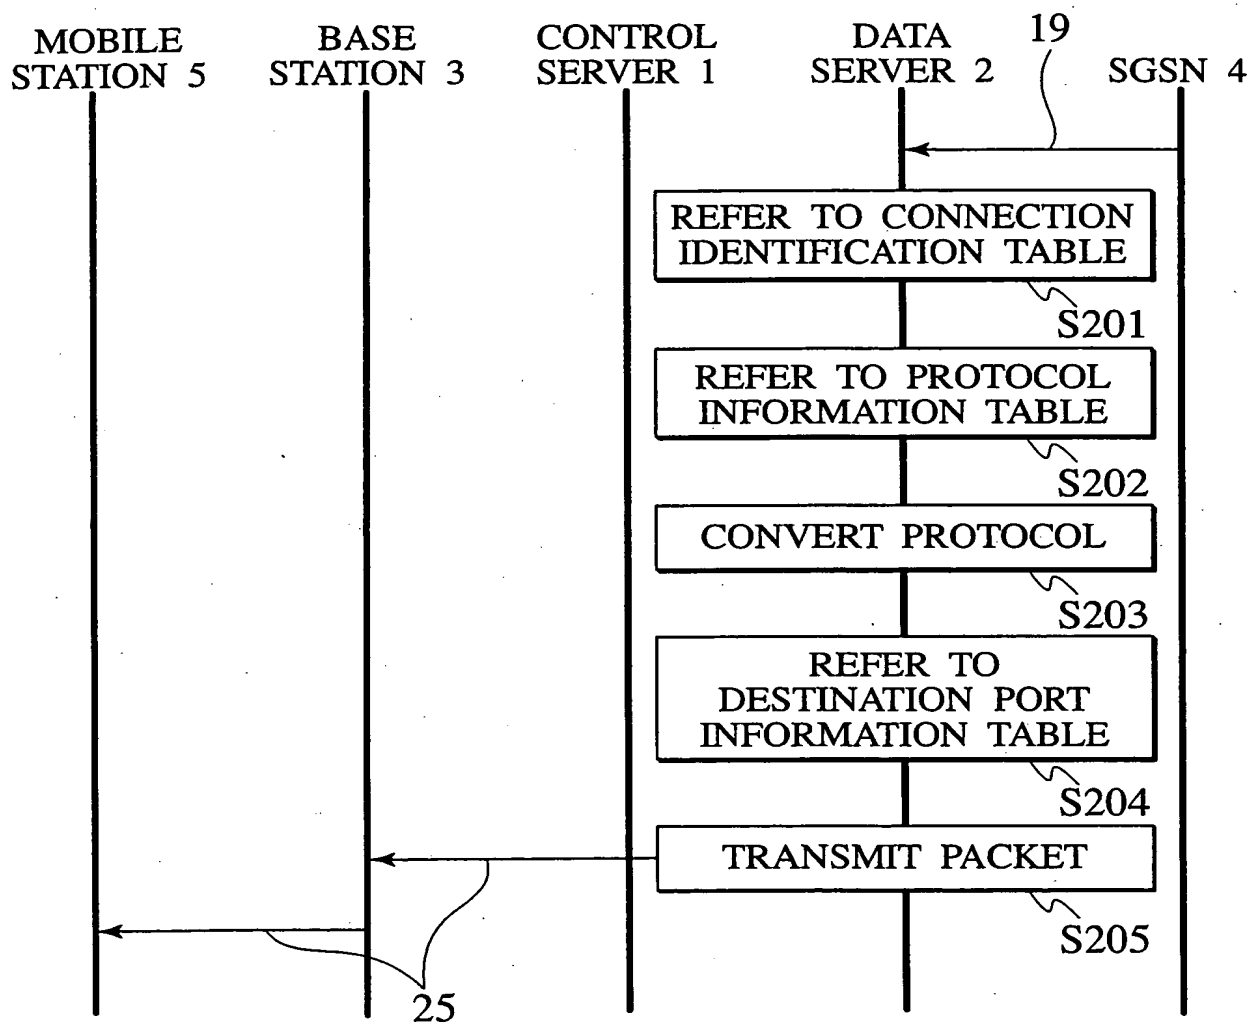 MOBILE
STATION 5
BASE
STATION 3
CONTROL
SERVER 1
DATA
SERVER 2
19
SGSN 4
REFER TO CONNECTION
IDENTIFICATION TABLE
S201
REFER TO PROTOCOL
INFORMATION TABLE
S202
CONVERT PROTOCOL
S203
REFER TO
DESTINATION PORT
INFORMATION TABLE
S204
TRANSMIT PACKET
S205
25